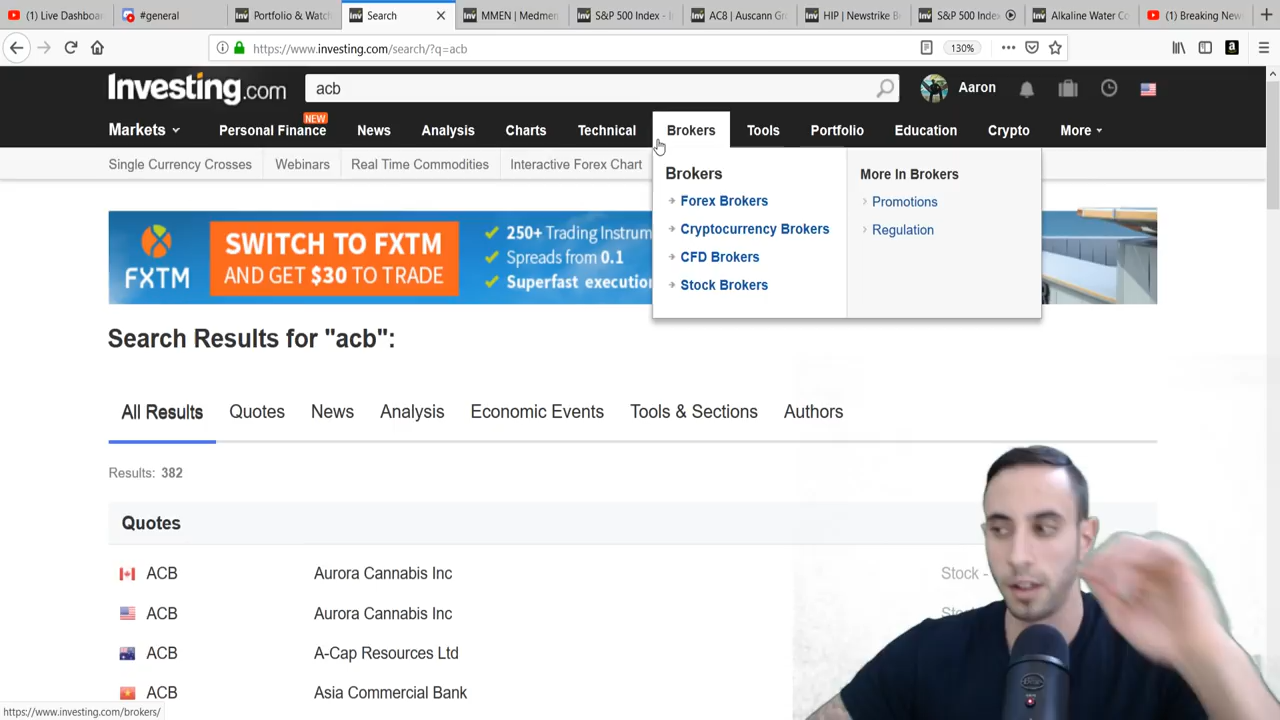 (1) Live Dashboard
#general
Portfolio & Watch
Search
MMEN | Medmen
S&P 500 Index - I
AC8 | Auscann Gr
HIP | Newstrike B
S&P 500 Index
Alkaline Water Co
(1) Breaking New
https://www.investing.com/search/?q=acb
130%
Investing.com
acb
Aaron
NEW
Markets
Personal Finance
News
Analysis
Charts
Technical
Brokers
Tools
Portfolio
Education
Crypto
More
Single Currency Crosses
Webinars
Real Time Commodities
Interactive Forex Chart
Brokers
Forex Brokers
Cryptocurrency Brokers
CFD Brokers
Stock Brokers
More In Brokers
Promotions
Regulation
FXTM
SWITCH TO FXTM
AND GET $30 TO TRADE
250+ Trading Instrum
Spreads from 0.1
Superfast execution
Search Results for "acb":
All Results
Quotes
News
Analysis
Economic Events
Tools & Sections
Authors
Results: 382
Quotes
ACB
Aurora Cannabis Inc
Stock -
ACB
Aurora Cannabis Inc
ACB
A-Cap Resources Ltd
ACB
Asia Commercial Bank
https://www.investing.com/brokers/